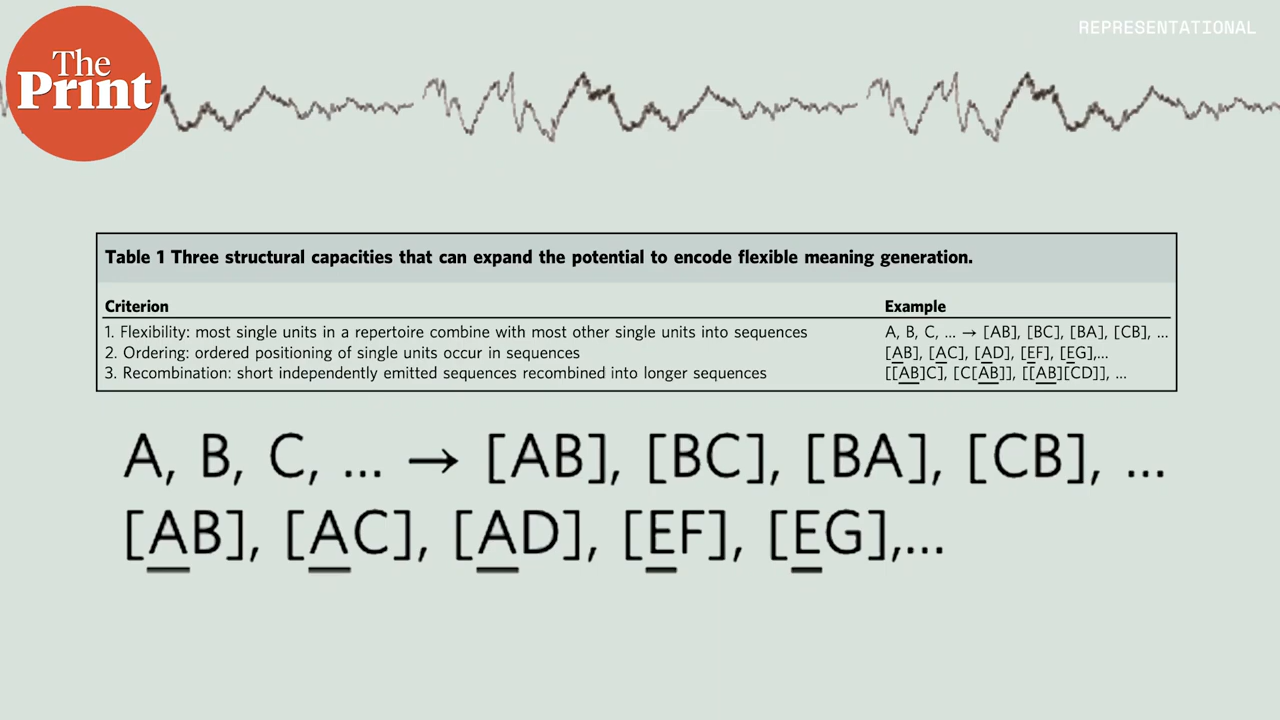 The
Print
REPRESENTATIONAL
Table 1 Three structural capacities that can expand the potential to encode flexible meaning generation.
Criterion Example
1. Flexibility: most single units in a repertoire combine with most other single units into sequences A, B, C, ... → [AB], [BC], [BA], [CB], ...
2. Ordering: ordered positioning of single units occur in sequences [AB], [AC], [AD], [EF], [EG],...
3. Recombination: short independently emitted sequences recombined into longer sequences [[AB]C], [C[AB]], [[AB][CD]], ...
A, B, C, ... → [AB], [BC], [BA], [CB], ...
[AB], [AC], [AD], [EF], [EG],...